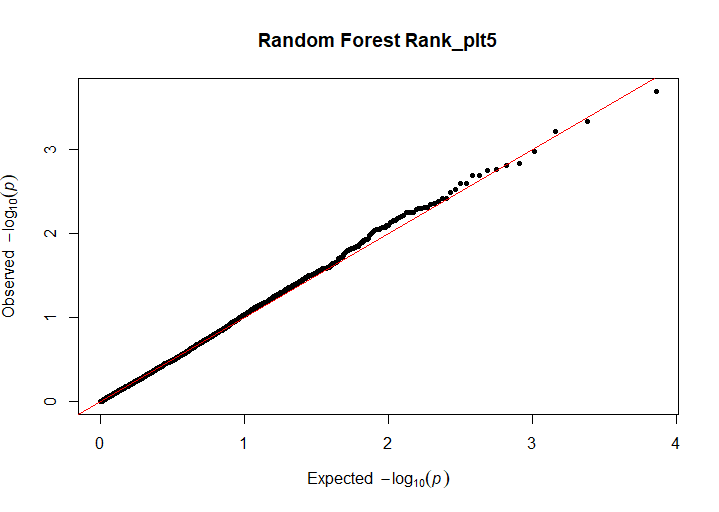 Random Forest Rank_plt5
Observed −log10(p)
3
2
1
0
0 1 2 3 4
Expected −log10(p)